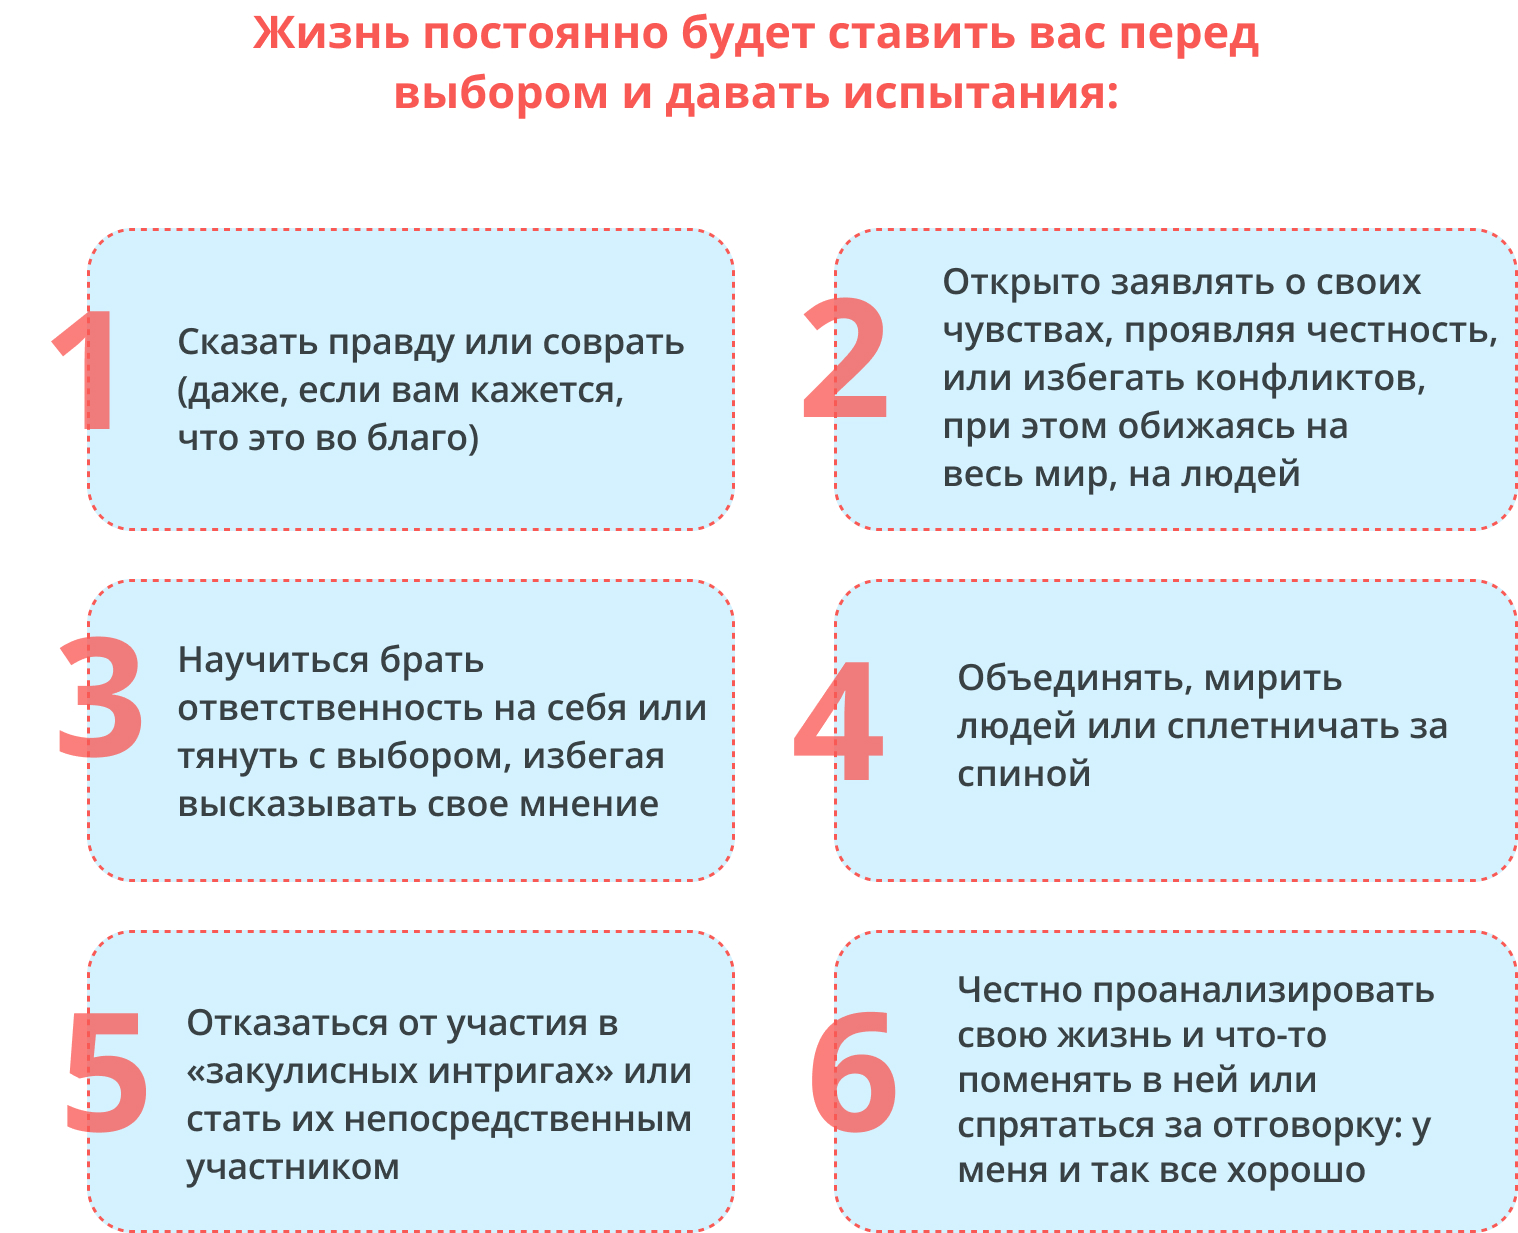 Жизнь постоянно будет ставить вас перед
выбором и давать испытания:
1
Сказать правду или соврать
(даже, если вам кажется,
что это во благо)
2
Открыто заявлять о своих
чувствах, проявляя честность,
или избегать конфликтов,
при этом обижаясь на
весь мир, на людей
3
Научиться брать
ответственность на себя или
тянуть с выбором, избегая
высказывать свое мнение
4
Объединять, мирить
людей или сплетничать за
спиной
5
Отказаться от участия в
«закулисных интригах» или
стать их непосредственным
участником
6
Честно проанализировать
свою жизнь и что-то
поменять в ней или
спрятаться за отговорку: у
меня и так все хорошо